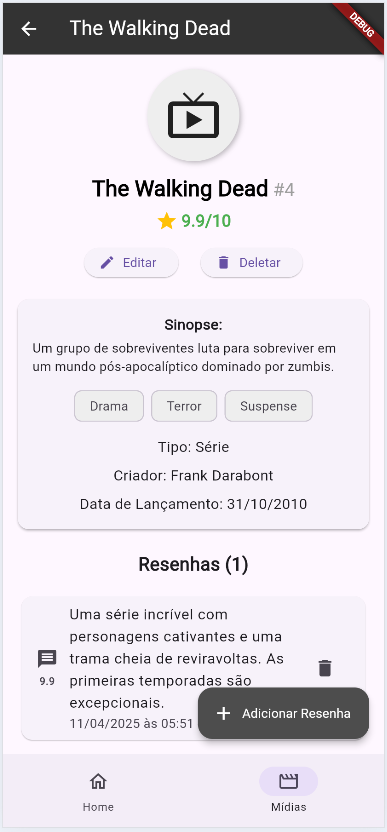 The Walking Dead
DEBUG
The Walking Dead #4
9.9/10
Editar Deletar
Sinopse:
Um grupo de sobreviventes luta para sobreviver em
um mundo pós-apocalíptico dominado por zumbis.
Drama Terror Suspense
Tipo: Série
Criador: Frank Darabont
Data de Lançamento: 31/10/2010
Resenhas (1)
Uma série incrível com
personagens cativantes e uma
trama cheia de reviravoltas. As
primeiras temporadas são
excepcionais.
9.9
11/04/2025 às 05:51
+ Adicionar Resenha
Home Mídias